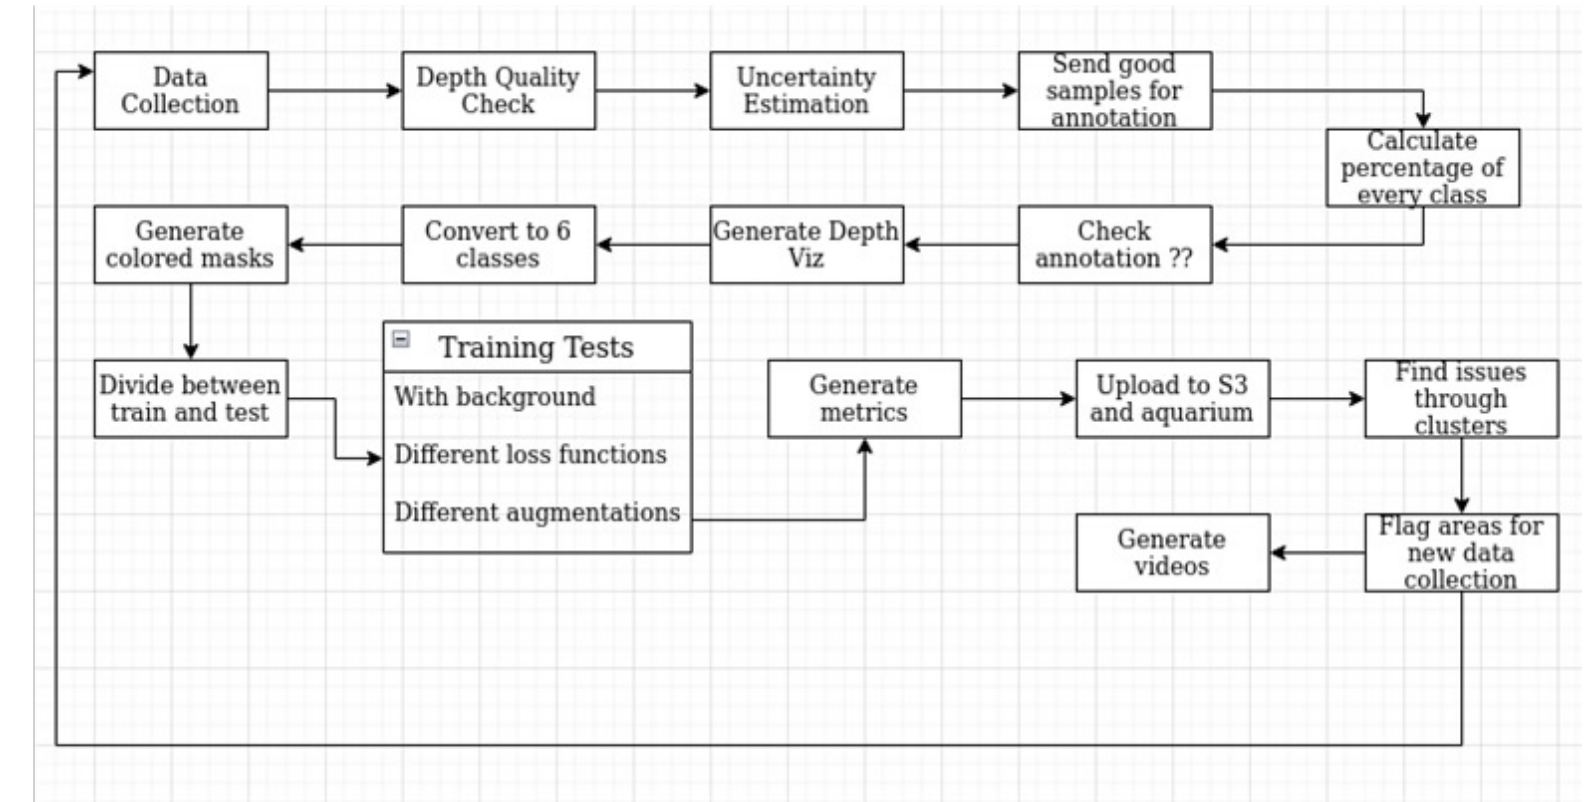 Data
Collection
Depth Quality
Check
Uncertainty
Estimation
Send good
samples for
annotation
Calculate
percentage of
every class
Check
annotation ??
Generate Depth
Viz
Convert to 6
classes
Generate
colored masks
Divide between
train and test
Training Tests
With background
Different loss functions
Different augmentations
Generate
metrics
Upload to S3
and aquarium
Find issues
through
clusters
Flag areas for
new data
collection
Generate
videos